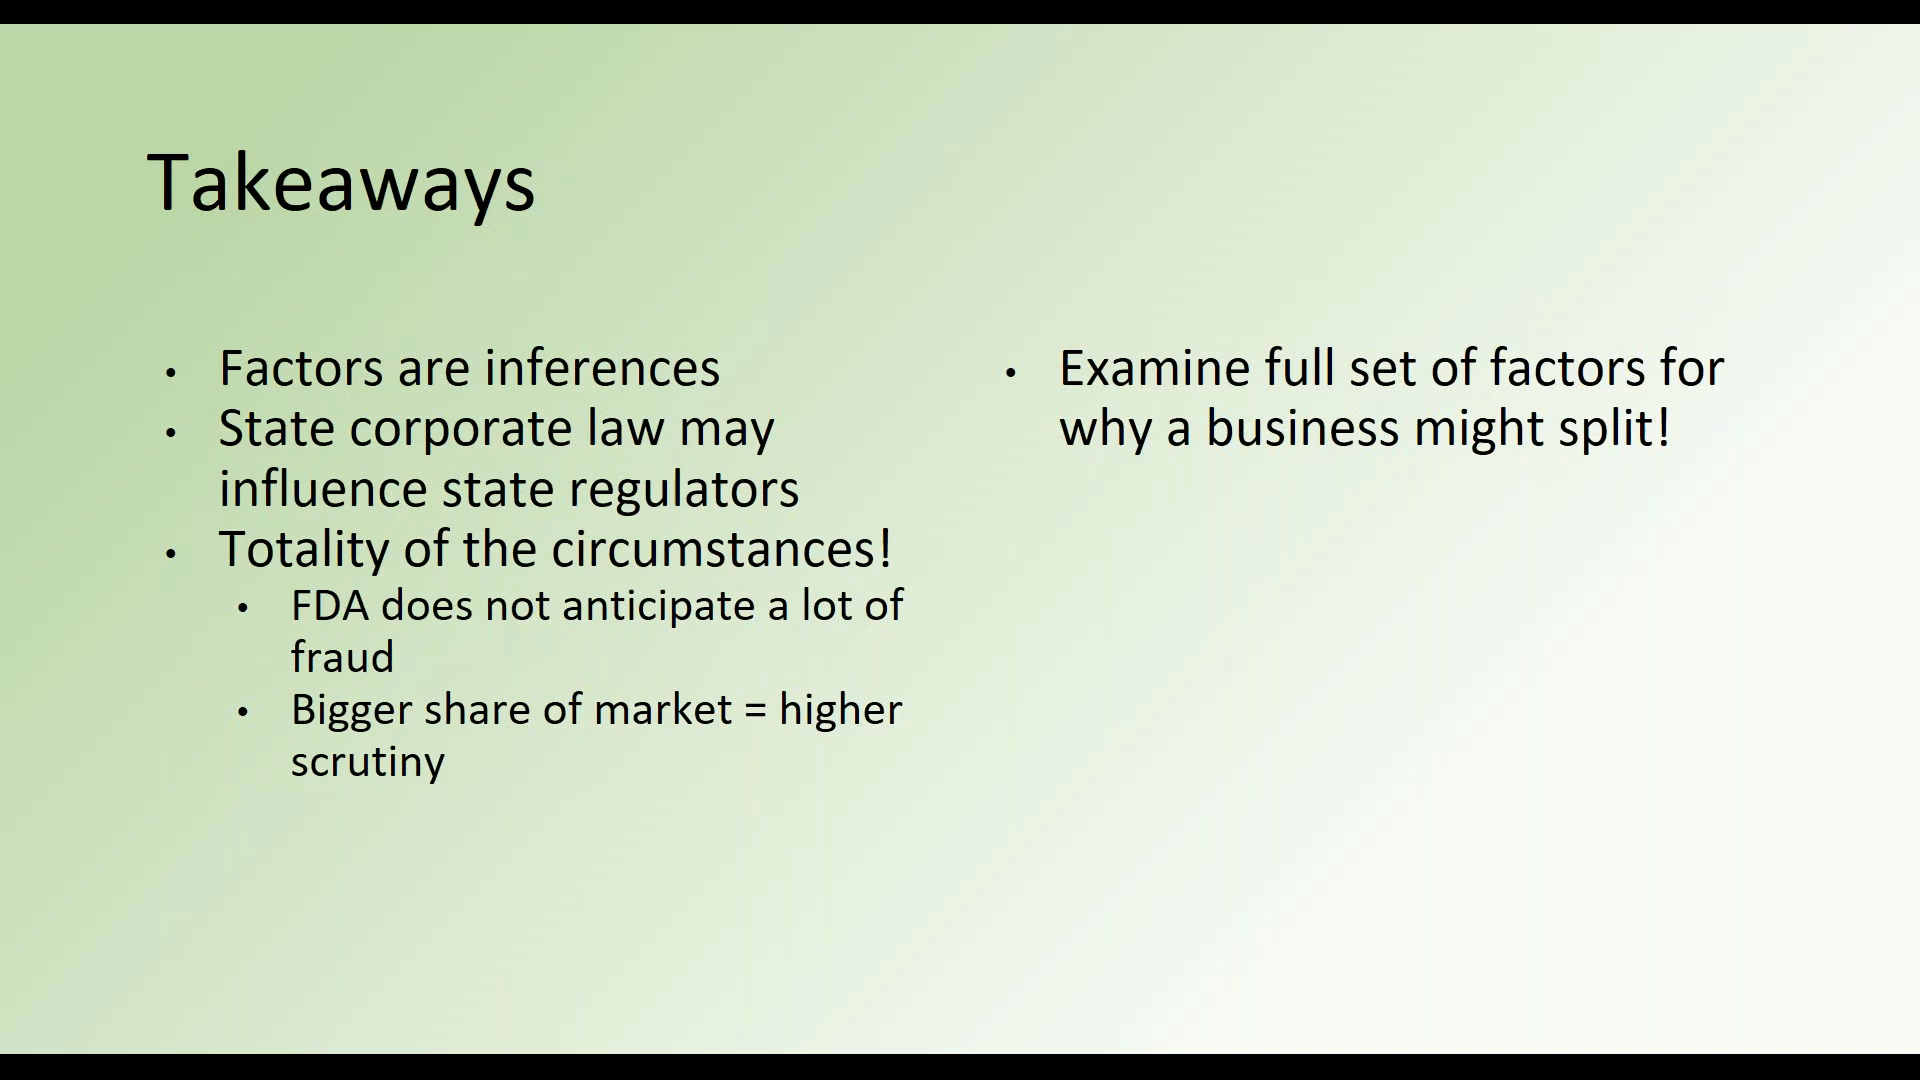 Takeaways
• Factors are inferences
• State corporate law may
influence state regulators
• Totality of the circumstances!
• FDA does not anticipate a lot of
fraud
• Bigger share of market = higher
scrutiny
• Examine full set of factors for
why a business might split!